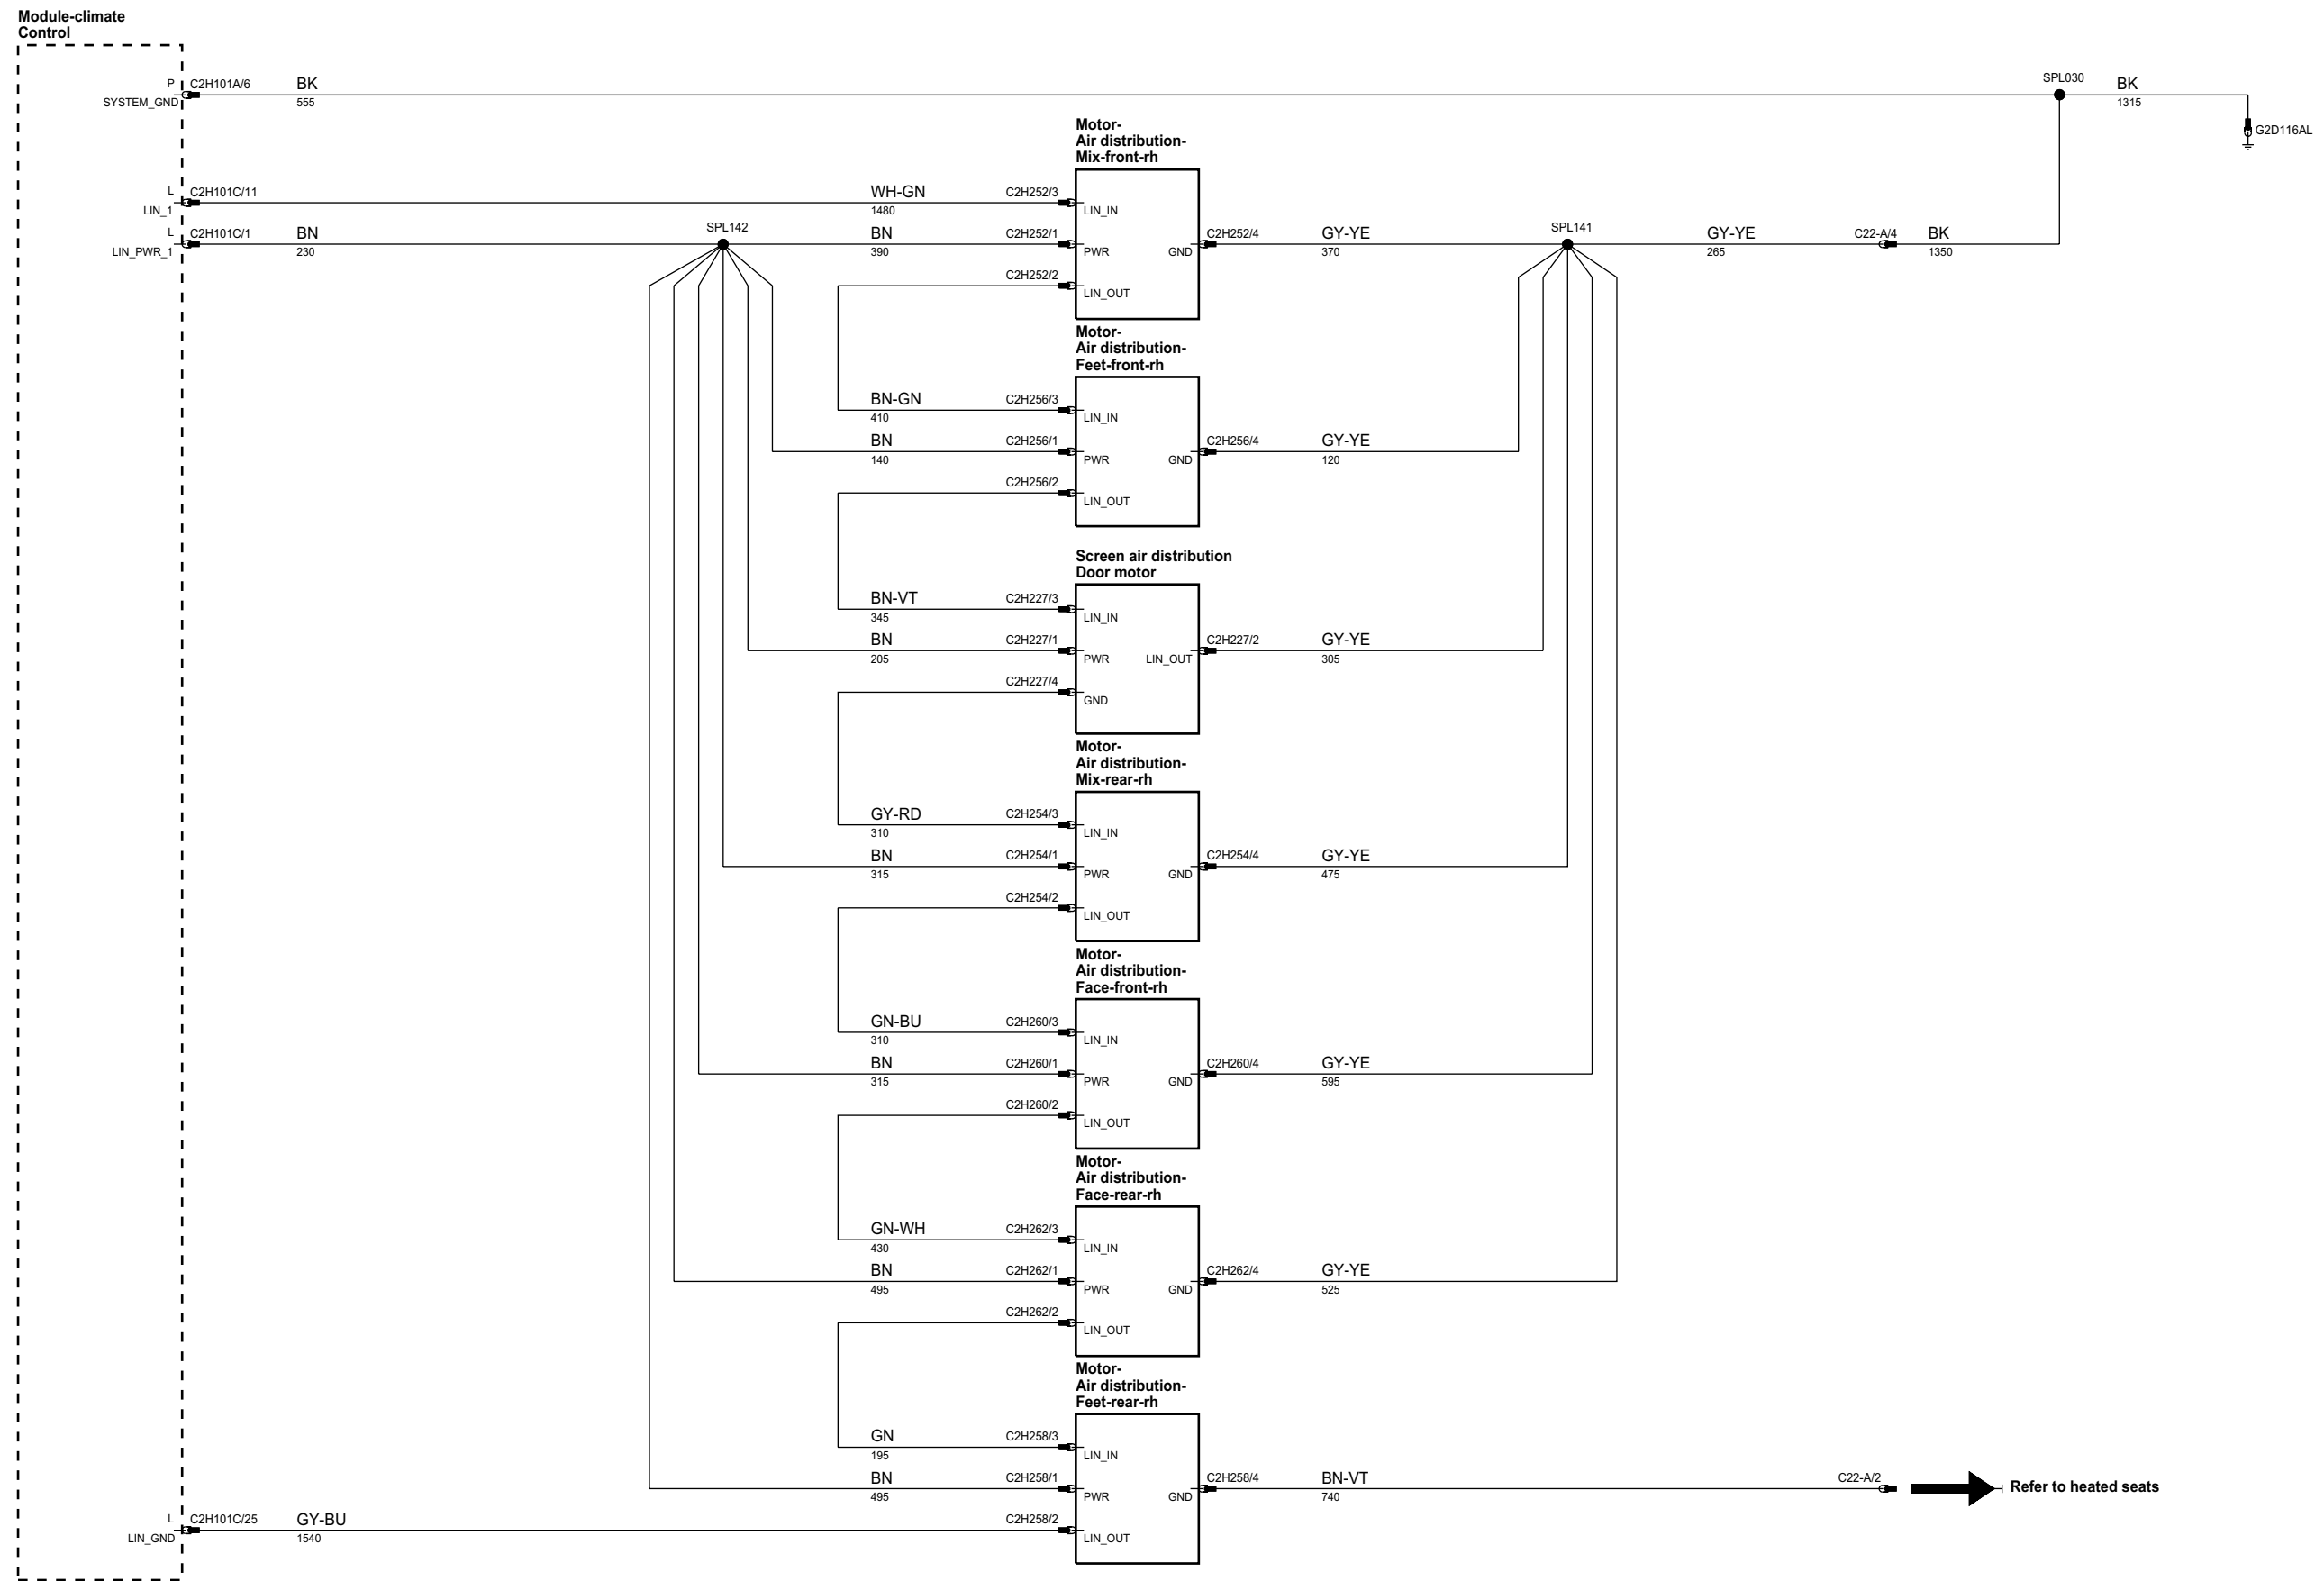 Module-climate
Control
P
C2H101A/6
BK
SYSTEM_GND
555
SPL030
BK
1315
G2D116AL
Motor-
Air distribution-
Mix-front-rh
L
C2H101C/11
WH-GN
C2H252/3
LIN_1
1480
LIN_IN
L
C2H101C/1
BN
SPL142
BN
C2H252/1
C2H252/4
GY-YE
SPL141
GY-YE
C22-A/4
BK
LIN_PWR_1
230
390
PWR
GND
370
265
1350
C2H252/2
LIN_OUT
Motor-
Air distribution-
Feet-front-rh
BN-GN
C2H256/3
410
LIN_IN
BN
C2H256/1
C2H256/4
GY-YE
140
PWR
GND
120
C2H256/2
LIN_OUT
Screen air distribution
Door motor
BN-VT
C2H227/3
345
LIN_IN
BN
C2H227/1
C2H227/2
GY-YE
205
PWR
LIN_OUT
305
C2H227/4
GND
Motor-
Air distribution-
Mix-rear-rh
GY-RD
C2H254/3
310
LIN_IN
BN
C2H254/1
C2H254/4
GY-YE
315
PWR
GND
475
C2H254/2
LIN_OUT
Motor-
Air distribution-
Face-front-rh
GN-BU
C2H260/3
310
LIN_IN
BN
C2H260/1
C2H260/4
GY-YE
315
PWR
GND
595
C2H260/2
LIN_OUT
Motor-
Air distribution-
Face-rear-rh
GN-WH
C2H262/3
430
LIN_IN
BN
C2H262/1
C2H262/4
GY-YE
495
PWR
GND
525
C2H262/2
LIN_OUT
Motor-
Air distribution-
Feet-rear-rh
GN
C2H258/3
195
LIN_IN
BN
C2H258/1
C2H258/4
BN-VT
C22-A/2
Refer to heated seats
495
PWR
GND
740
L
C2H101C/25
GY-BU
C2H258/2
LIN_GND
1540
LIN_OUT